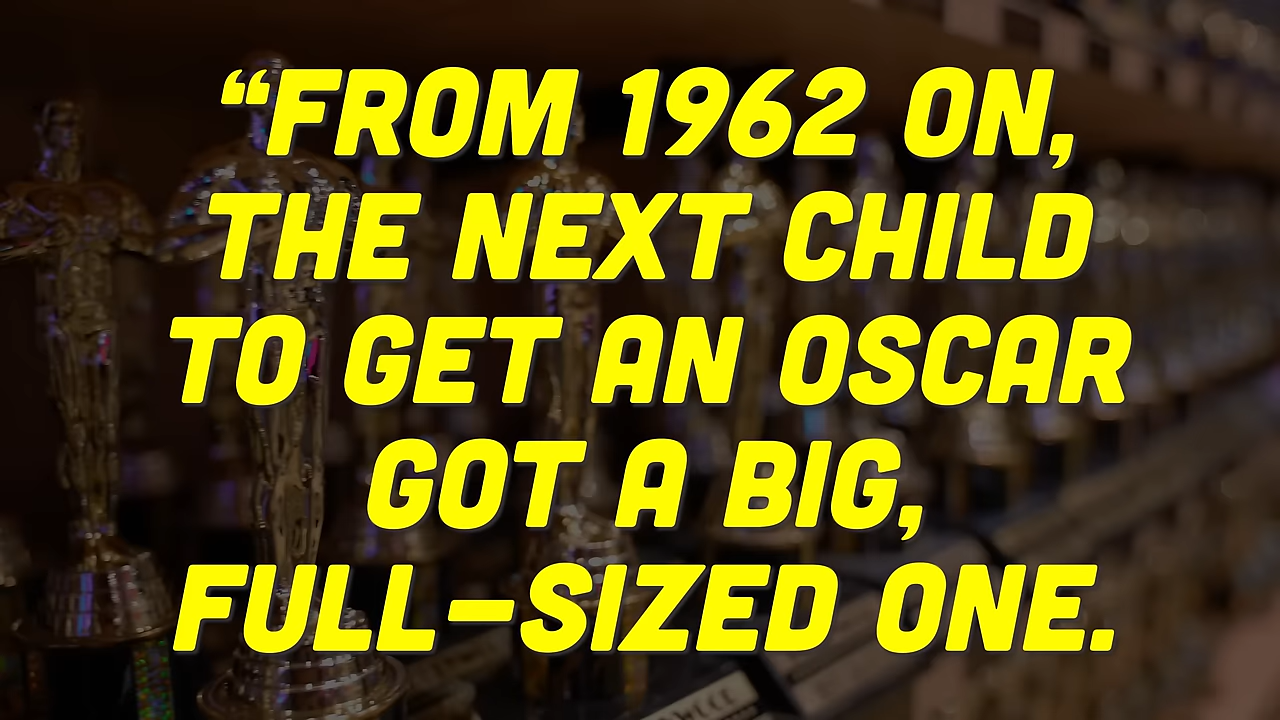 “FROM 1962 ON,
THE NEXT CHILD
TO GET AN OSCAR
GOT A BIG,
FULL-SIZED ONE.